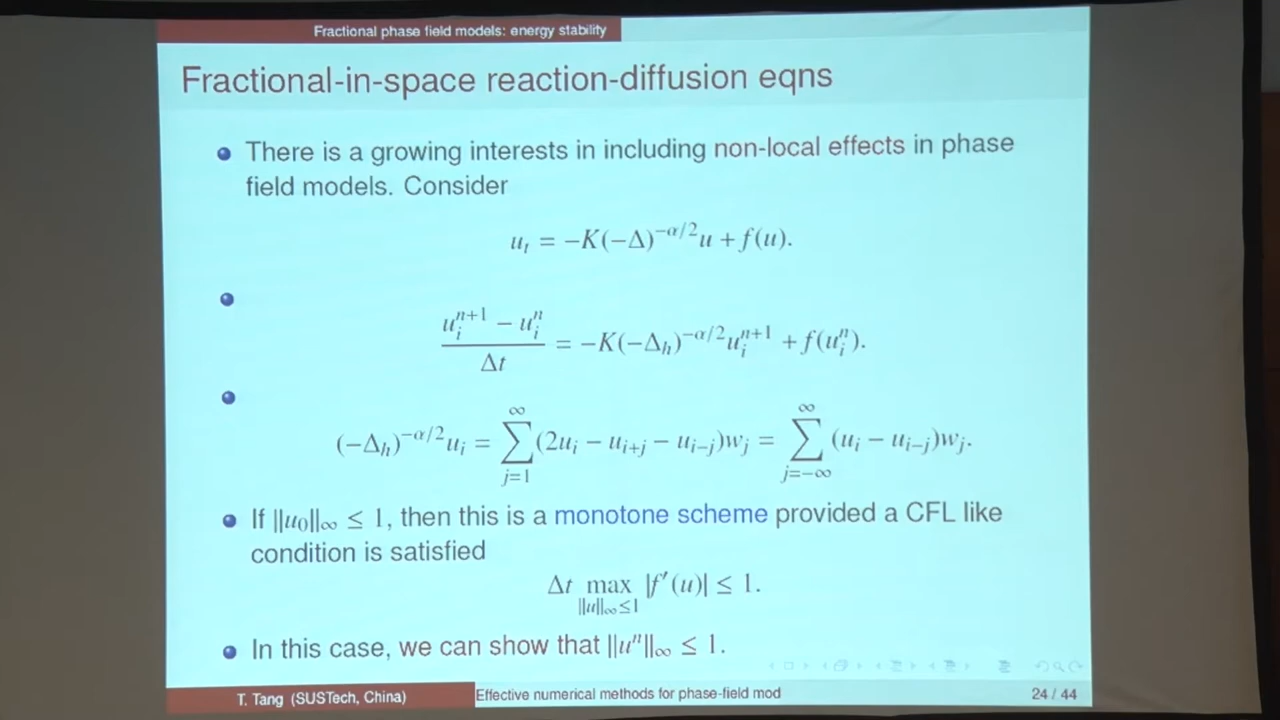 Fractional phase field models: energy stability
Fractional-in-space reaction-diffusion eqns
There is a growing interests in including non-local effects in phase
field models. Consider
u_t = −K(−Δ)^{−α/2}u + f(u).
\frac{u_i^{n+1} − u_i^n}{Δt} = −K(−Δ_h)^{−α/2}u_i^{n+1} + f(u_i^n).
(−Δ_h)^{−α/2}u_i = \sum_{j=1}^{∞}(2u_i − u_{i+j} − u_{i−j})w_j = \sum_{j=−∞}^{∞}(u_i − u_{i−j})w_j.
If ||u_0||_∞ ≤ 1, then this is a monotone scheme provided a CFL like
condition is satisfied
Δt max_{||u||_∞≤1} |f′(u)| ≤ 1.
In this case, we can show that ||u^n||_∞ ≤ 1.
T. Tang (SUSTech, China)
Effective numerical methods for phase-field mod
24 / 44